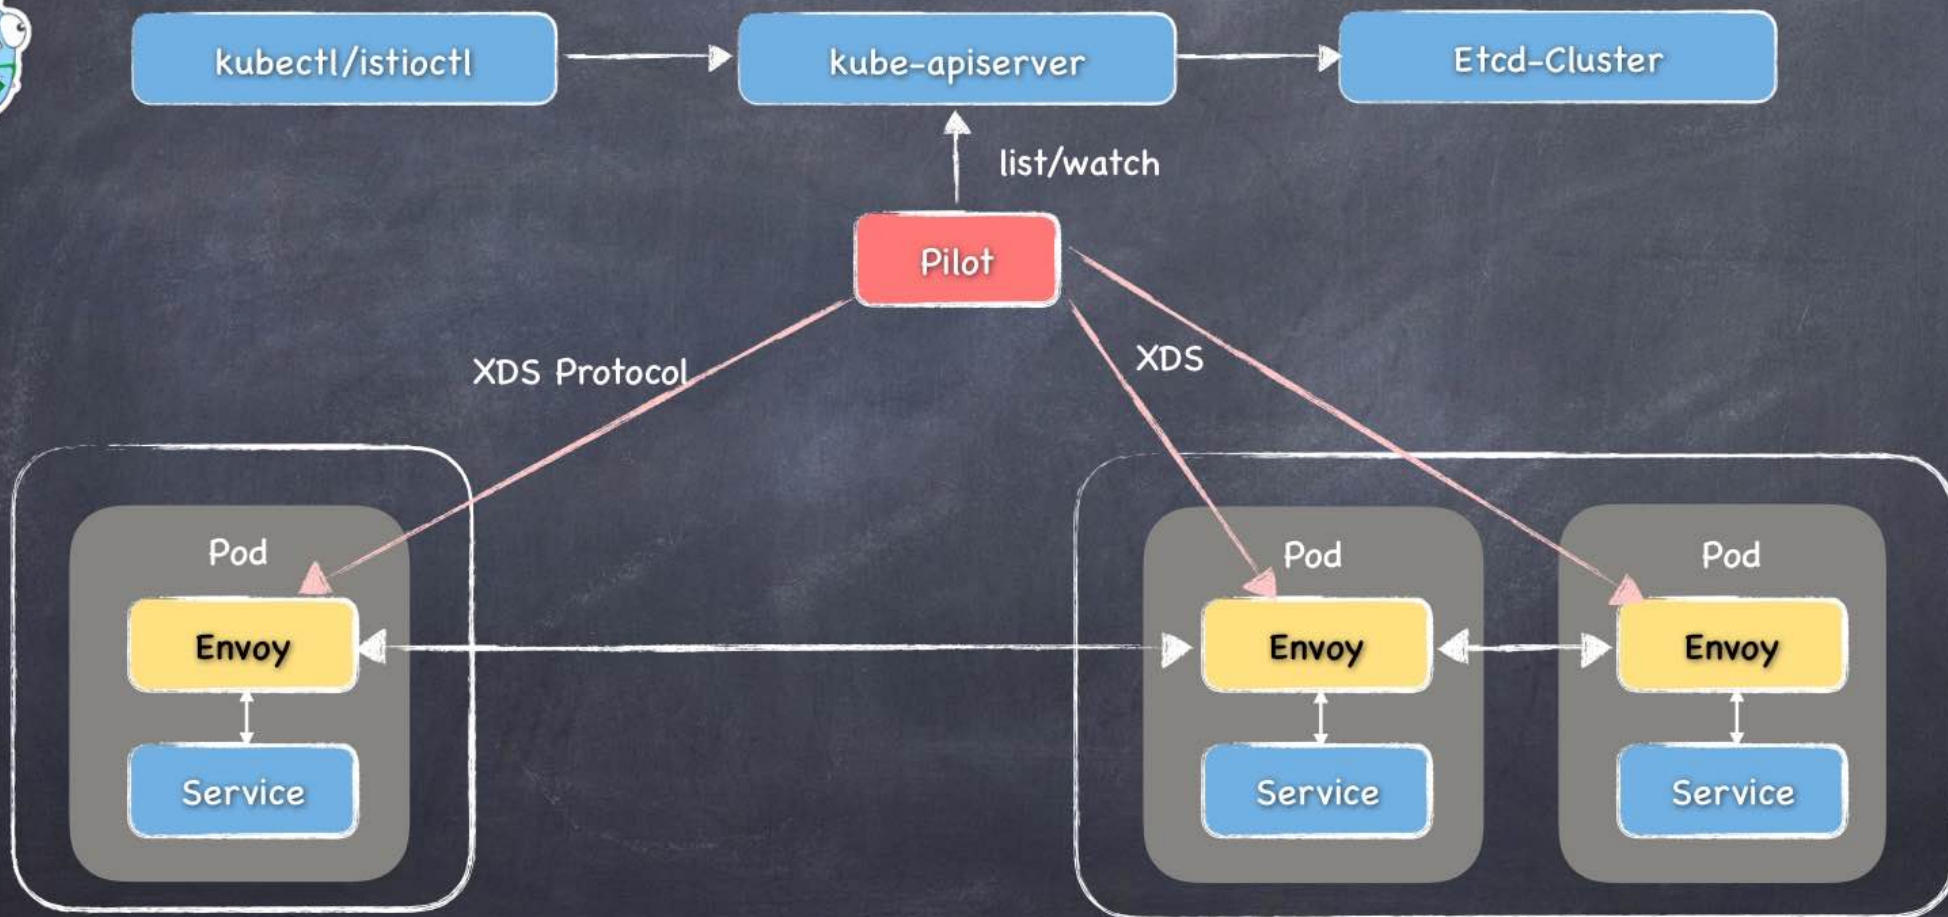 kubectl/istioctl
kube-apiserver
Etcd-Cluster
list/watch
Pilot
XDS Protocol
XDS
Pod
Pod
Pod
Envoy
Envoy
Envoy
Service
Service
Service